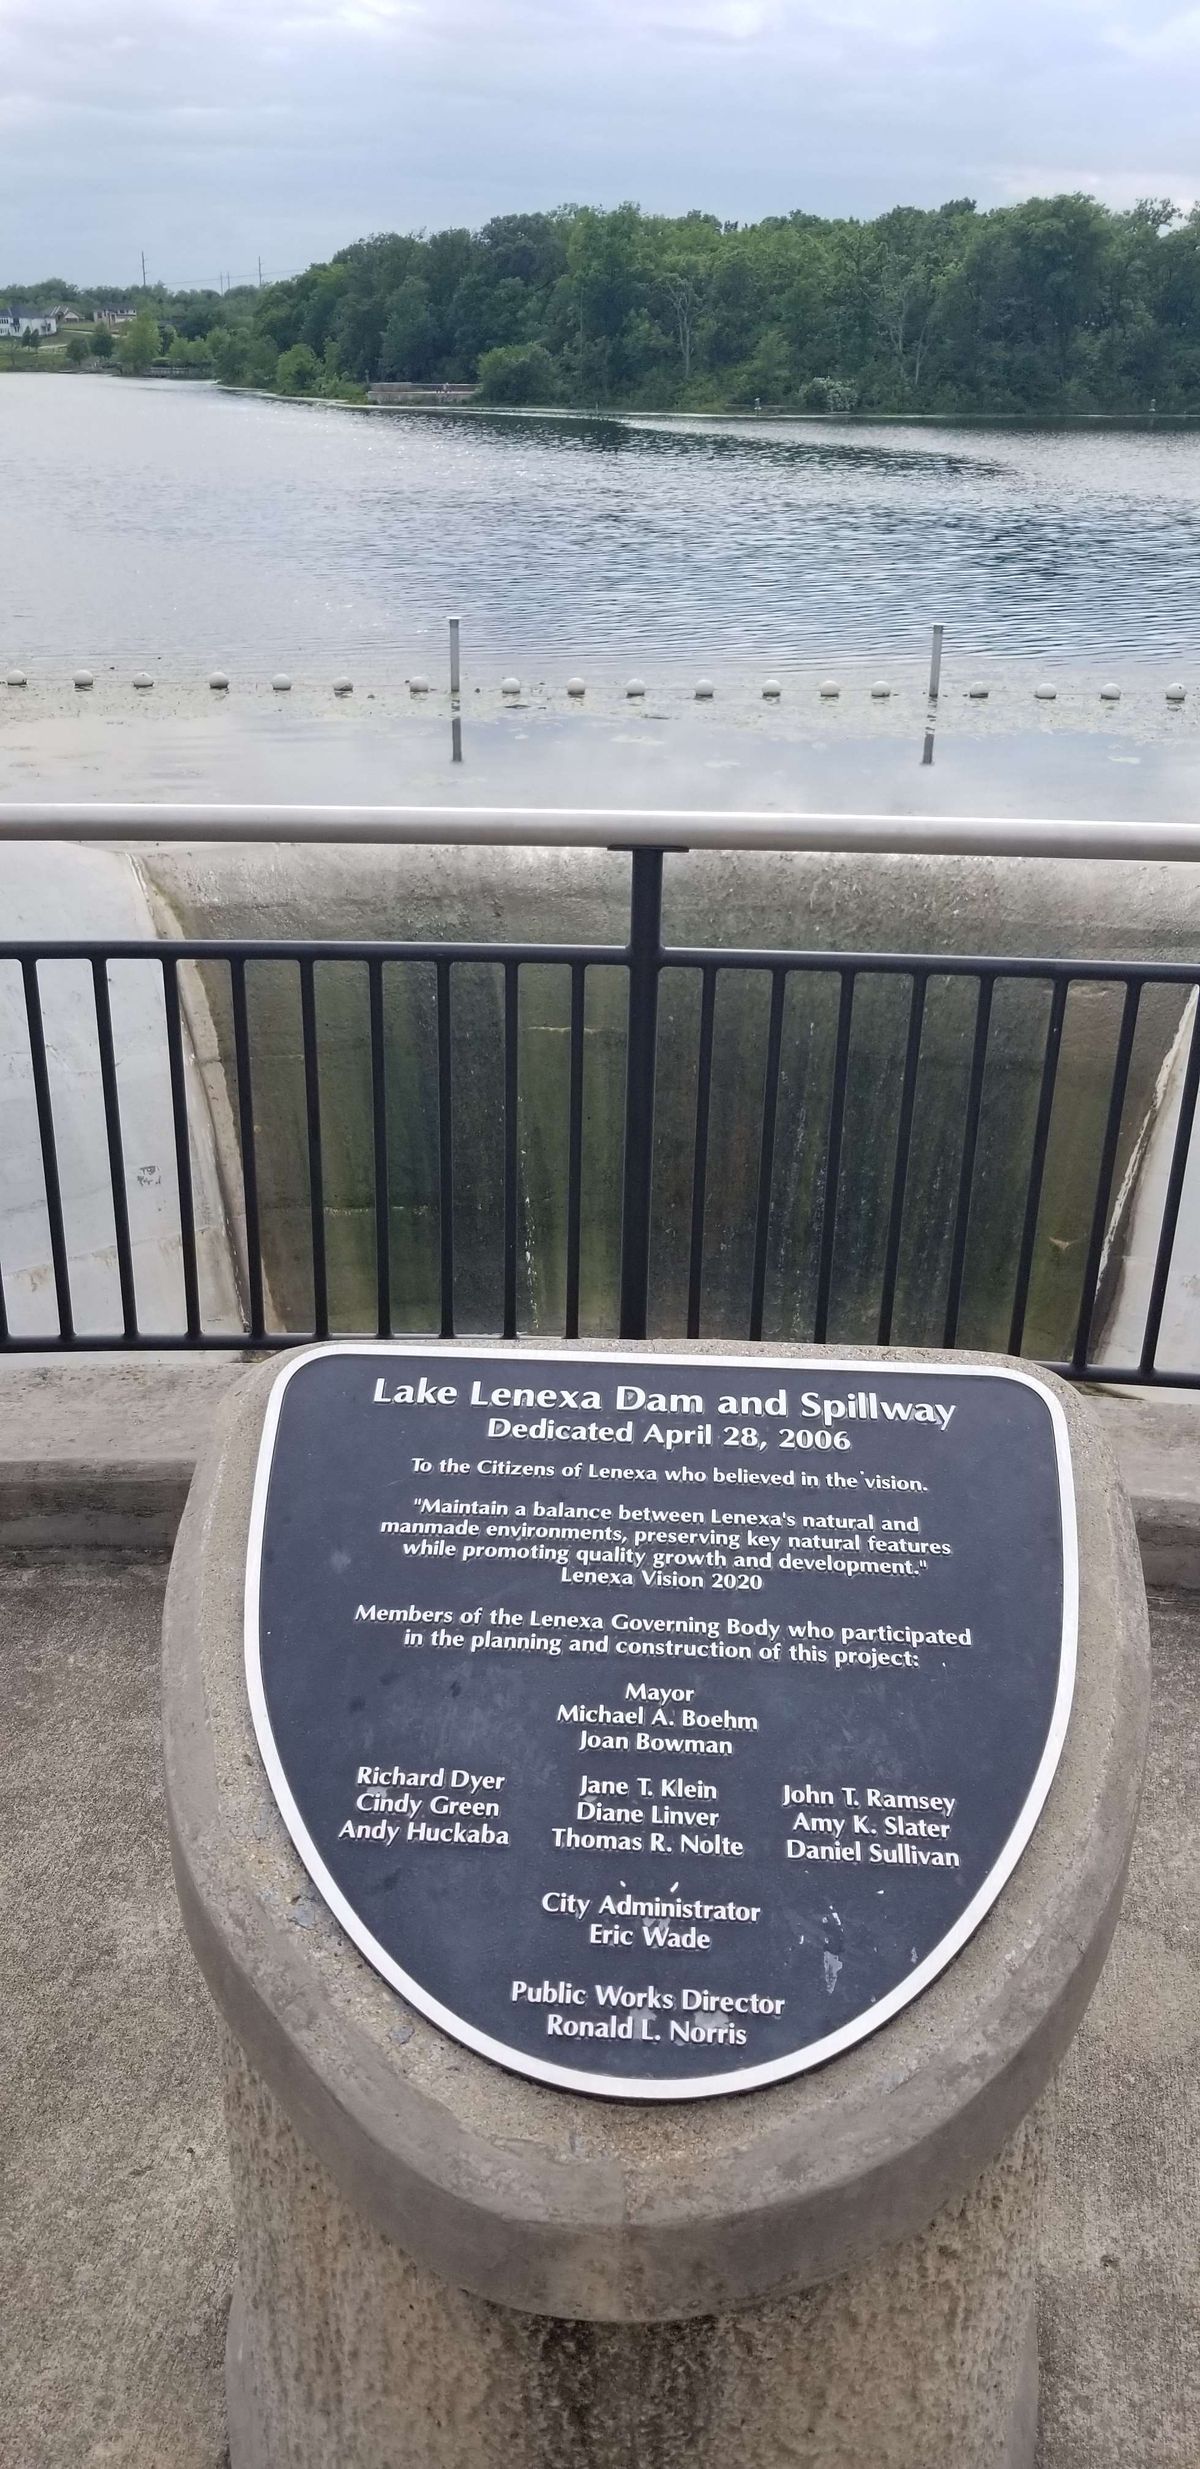 Lake Lenexa Dam and Spillway
Dedicated April 28, 2006
To the Citizens of Lenexa who believed in the vision.
"Maintain a balance between Lenexa's natural and
manmade environments, preserving key natural features
while promoting quality growth and development."
Lenexa Vision 2020
Members of the Lenexa Governing Body who participated
in the planning and construction of this project:
Mayor
Michael A. Boehm
Joan Bowman
Richard Dyer
Cindy Green
Andy Huckaba
Jane T. Klein
Diane Linver
Thomas R. Nolte
John T. Ramsey
Amy K. Slater
Daniel Sullivan
City Administrator
Eric Wade
Public Works Director
Ronald L. Norris